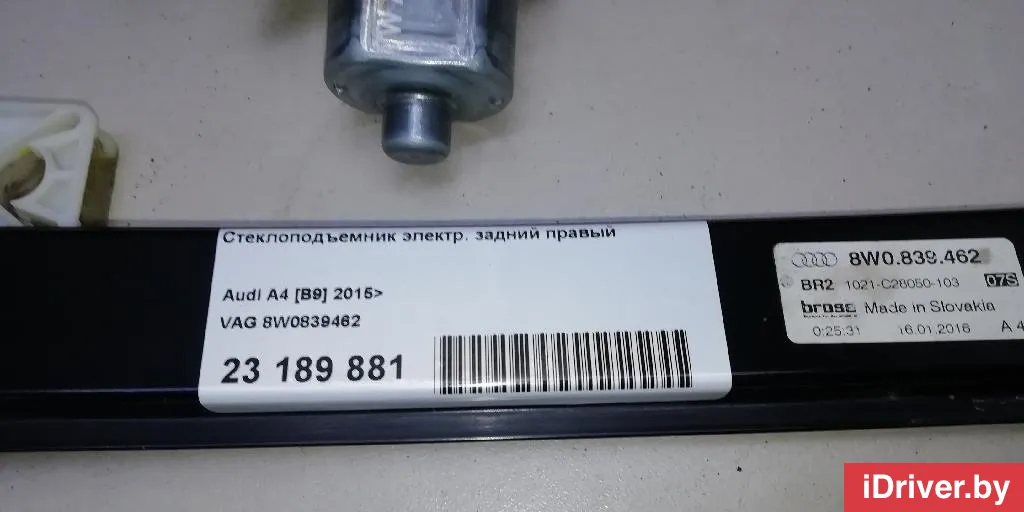 Стеклоподъемник электр. задний правый
Audi A4 [B9] 2015>
VAG 8W0839462
23 189 881
8W0.839.462
BR2 1021-C28050-103 07S
brose Made in Slovakia
0:25:31 16.01.2016 A 4
iDriver.by